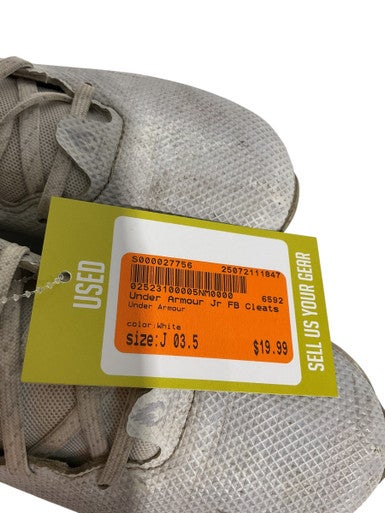 USED
S000027756 25072111847
02523100005NM0000 6592
Under Armour Jr FB Cleats
Under Armour
color:White
size:J 03.5 $19.99
SELL US YOUR GEAR